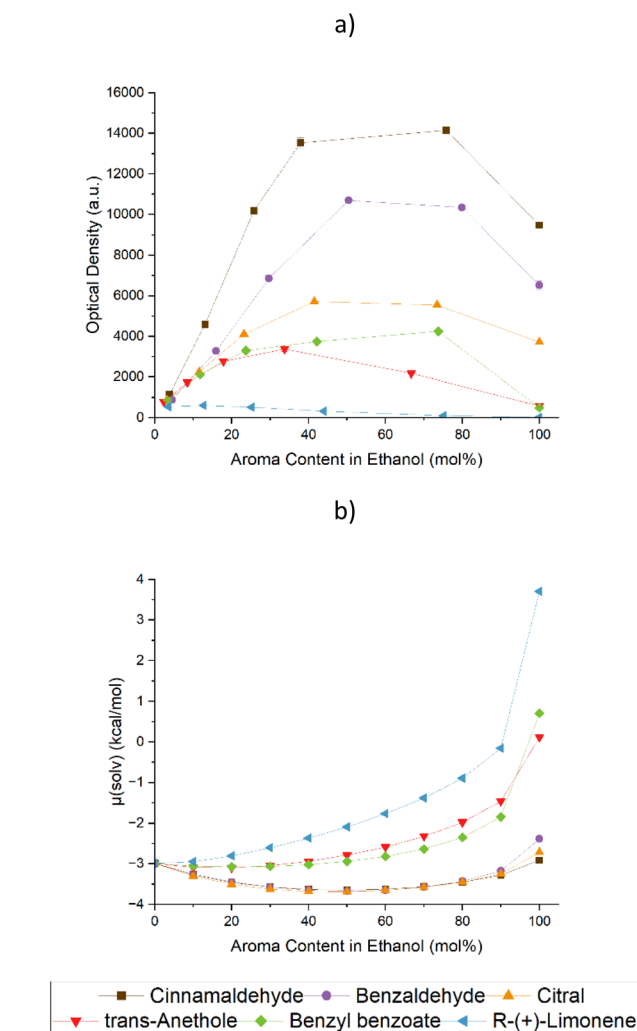 a)
16000
14000
12000
10000
8000
6000
4000
2000
0
Optical Density (a.u.)
0 20 40 60 80 100
Aroma Content in Ethanol (mol%)
b)
4
3
2
1
0
−1
−2
−3
−4
μ(solv) (kcal/mol)
0 20 40 60 80 100
Aroma Content in Ethanol (mol%)
Cinnamaldehyde Benzaldehyde Citral
trans-Anethole Benzyl benzoate R-(+)-Limonene